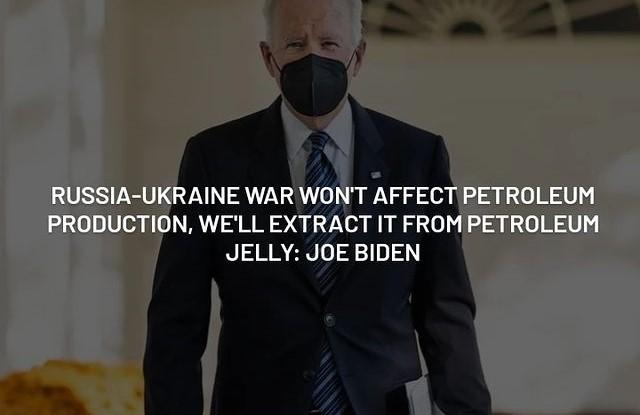 RUSSIA-UKRAINE WAR WON'T AFFECT PETROLEUM
PRODUCTION, WE'LL EXTRACT IT FROM PETROLEUM
JELLY: JOE BIDEN